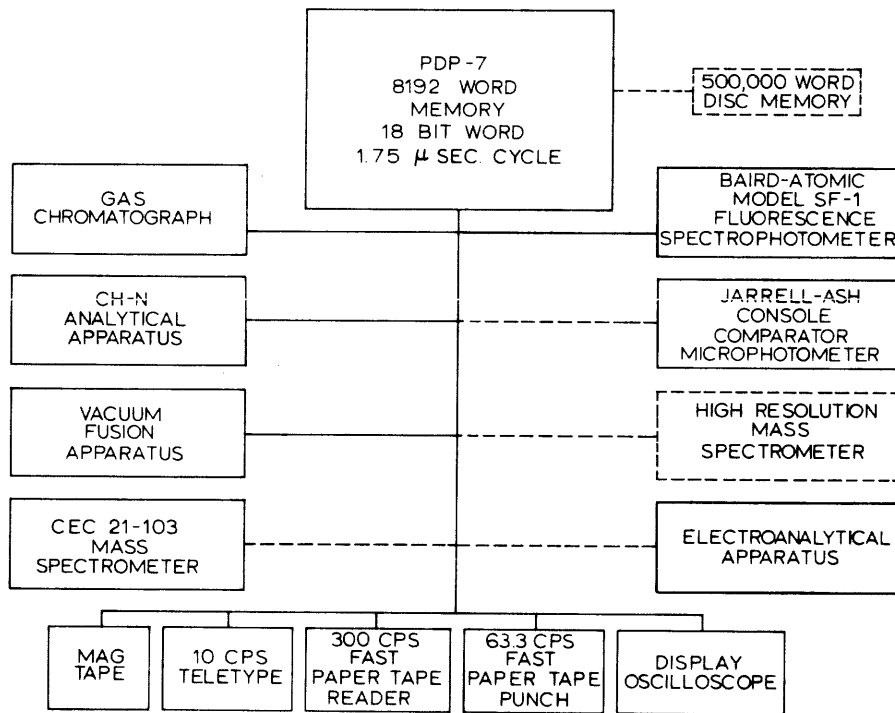 PDP-7
8192 WORD
MEMORY
18 BIT WORD
1.75 μ SEC. CYCLE
500,000 WORD
DISC MEMORY
GAS
CHROMATOGRAPH
BAIRD-ATOMIC
MODEL SF-1
FLUORESCENCE
SPECTROPHOTOMETER
CH-N
ANALYTICAL
APPARATUS
JARRELL-ASH
CONSOLE
COMPARATOR
MICROPHOTOMETER
VACUUM
FUSION
APPARATUS
HIGH RESOLUTION
MASS
SPECTROMETER
CEC 21-103
MASS
SPECTROMETER
ELECTROANALYTICAL
APPARATUS
MAG
TAPE
10 CPS
TELETYPE
300 CPS
FAST
PAPER TAPE
READER
63.3 CPS
FAST
PAPER TAPE
PUNCH
DISPLAY
OSCILLOSCOPE